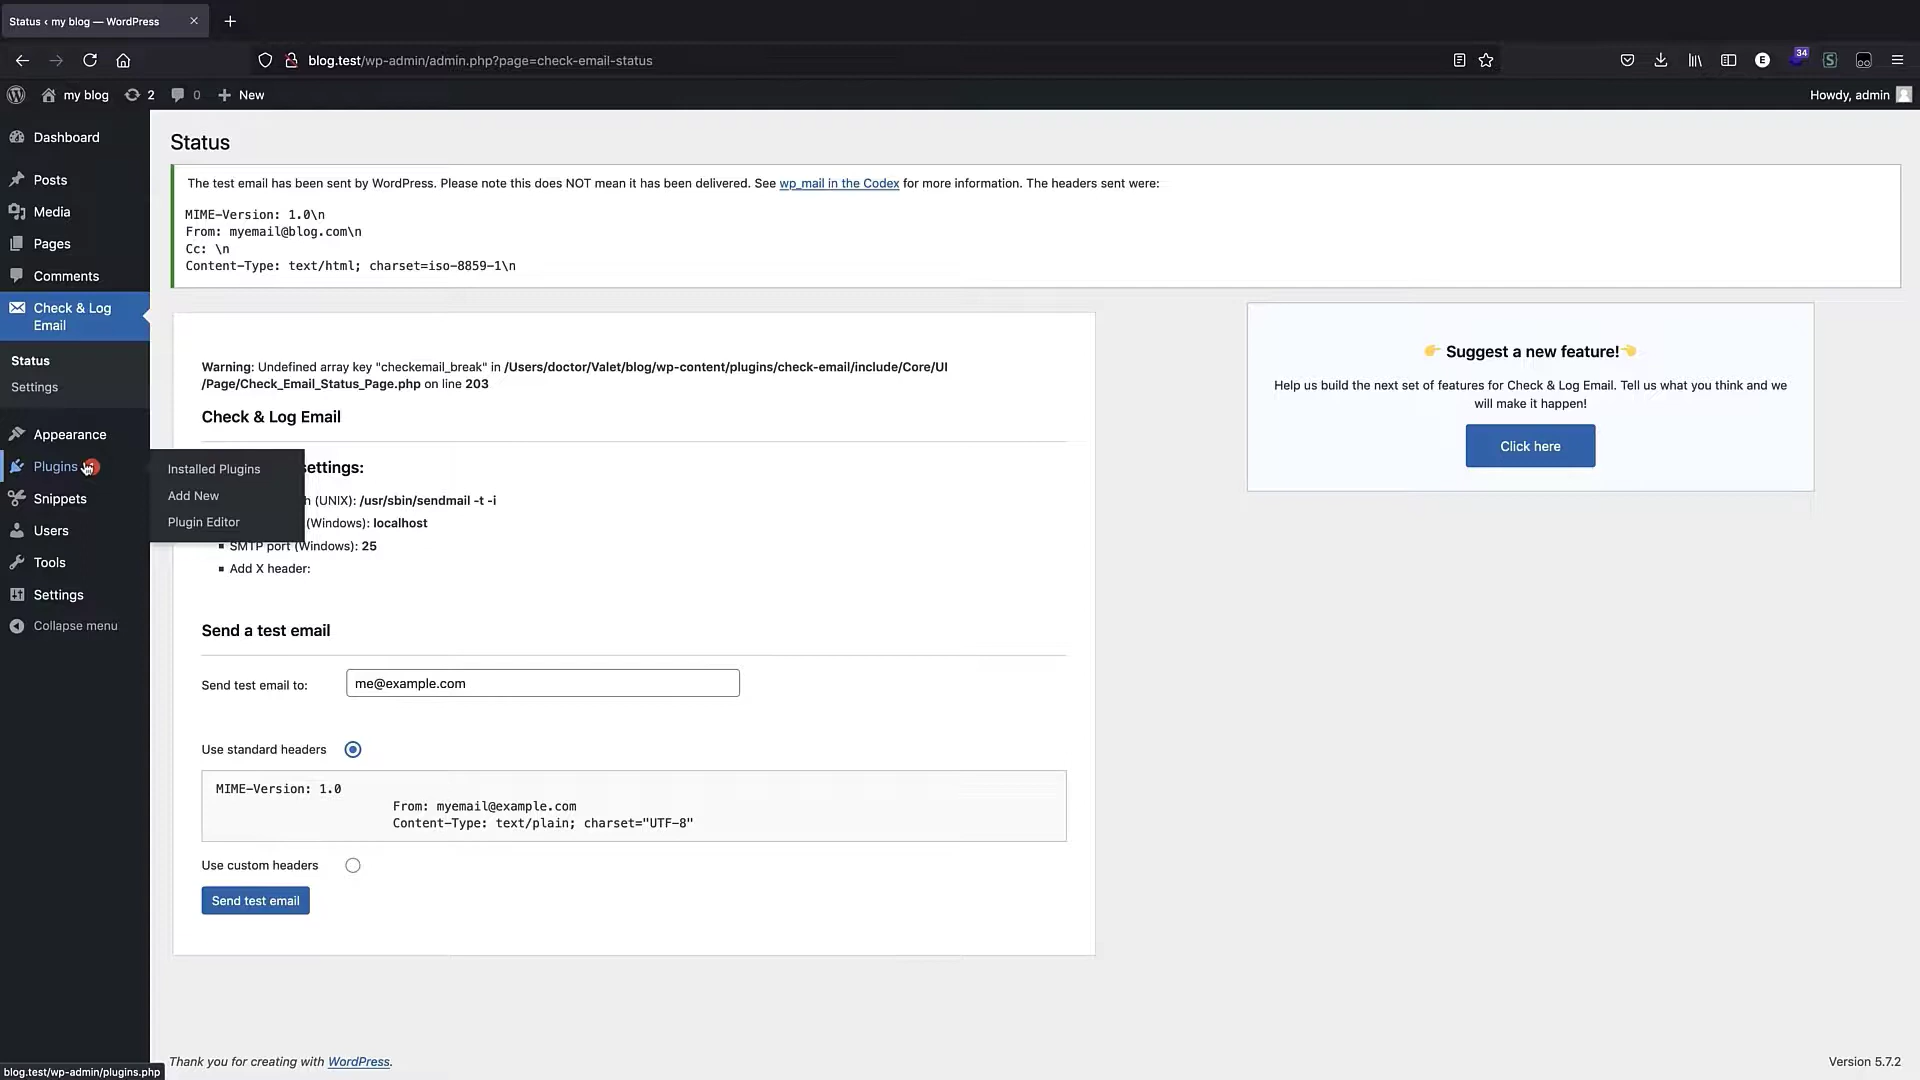 Status ‹ my blog — WordPress
blog.test/wp-admin/admin.php?page=check-email-status
34
my blog 2 0 New
Howdy, admin
Dashboard
Posts
Media
Pages
Comments
Check & Log
Email
Status
Settings
Appearance
Plugins
Snippets
Users
Tools
Settings
Collapse menu
Installed Plugins
Add New
Plugin Editor
Status
The test email has been sent by WordPress. Please note this does NOT mean it has been delivered. See wp_mail in the Codex for more information. The headers sent were:
MIME-Version: 1.0\n
From: myemail@blog.com\n
Cc: \n
Content-Type: text/html; charset=iso-8859-1\n
Warning: Undefined array key "checkemail_break" in /Users/doctor/Valet/blog/wp-content/plugins/check-email/include/Core/UI
/Page/Check_Email_Status_Page.php on line 203
Check & Log Email
ettings:
(UNIX): /usr/sbin/sendmail -t -i
(Windows): localhost
SMTP port (Windows): 25
Add X header:
Send a test email
Send test email to: me@example.com
Use standard headers
MIME-Version: 1.0
From: myemail@example.com
Content-Type: text/plain; charset="UTF-8"
Use custom headers
Send test email
👉 Suggest a new feature!👈
Help us build the next set of features for Check & Log Email. Tell us what you think and we
will make it happen!
Click here
Thank you for creating with WordPress.
Version 5.7.2
blog.test/wp-admin/plugins.php